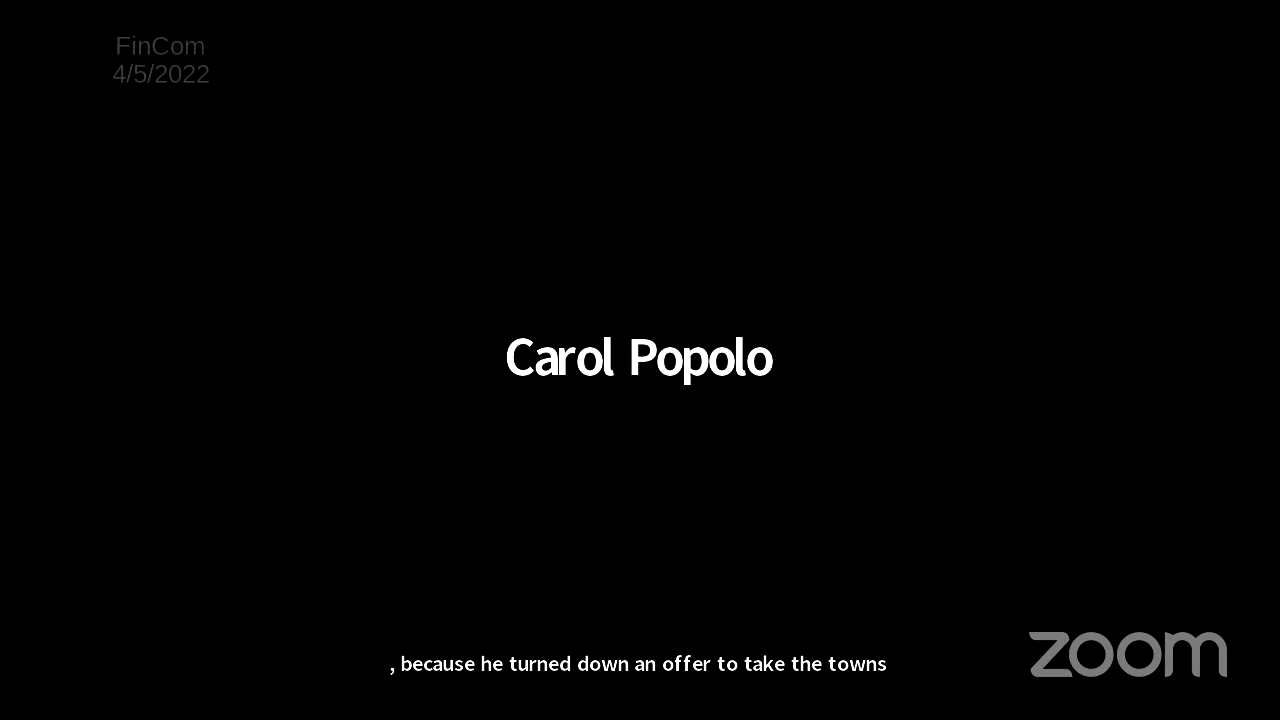 FinCom
4/5/2022
Carol Popolo
, because he turned down an offer to take the towns
zoom